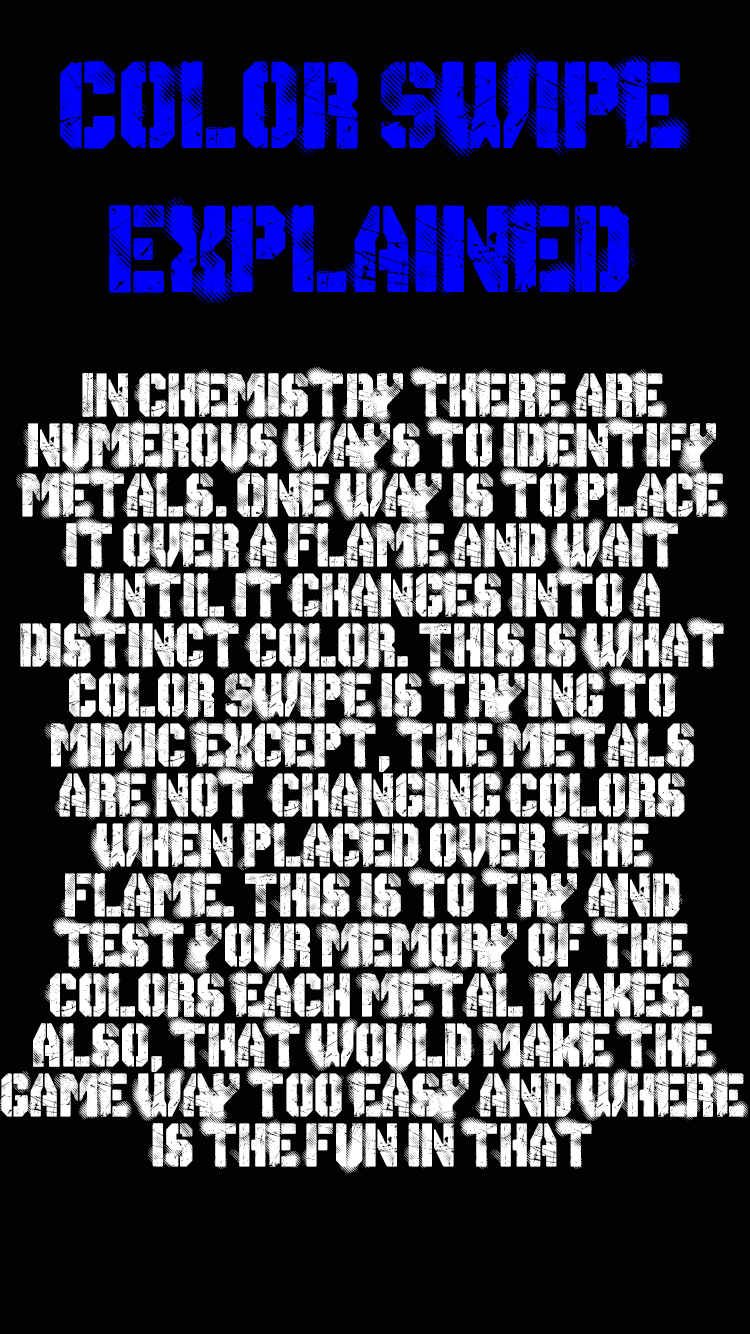 COLOR SWIPE
EXPLAINED
IN CHEMISTRY THERE ARE
NUMEROUS WAYS TO IDENTIFY
METALS. ONE WAY IS TO PLACE
IT OVER A FLAME AND WAIT
UNTIL IT CHANGES INTO A
DISTINCT COLOR. THIS IS WHAT
COLOR SWIPE IS TRYING TO
MIMIC EXCEPT, THE METALS
ARE NOT CHANGING COLORS
WHEN PLACED OVER THE
FLAME. THIS IS TO TRY AND
TEST YOUR MEMORY OF THE
COLORS EACH METAL MAKES.
ALSO, THAT WOULD MAKE THE
GAME WAY TOO EASY AND WHERE
IS THE FUN IN THAT